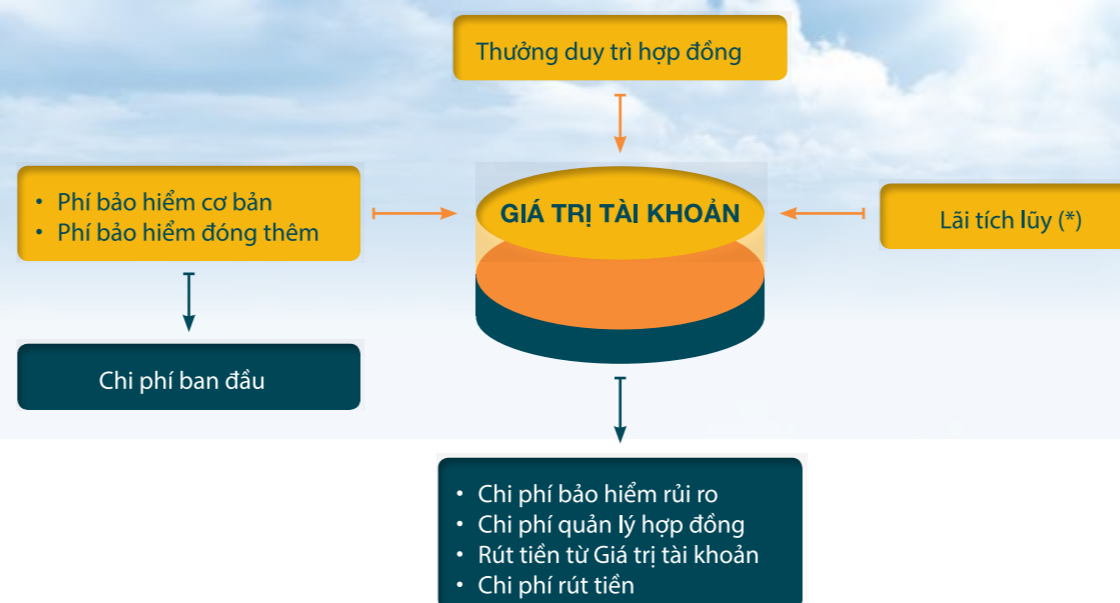 Thưởng duy trì hợp đồng
• Phí bảo hiểm cơ bản
• Phí bảo hiểm đóng thêm
GIÁ TRỊ TÀI KHOẢN
Lãi tích lũy (*)
Chi phí ban đầu
• Chi phí bảo hiểm rủi ro
• Chi phí quản lý hợp đồng
• Rút tiền từ Giá trị tài khoản
• Chi phí rút tiền